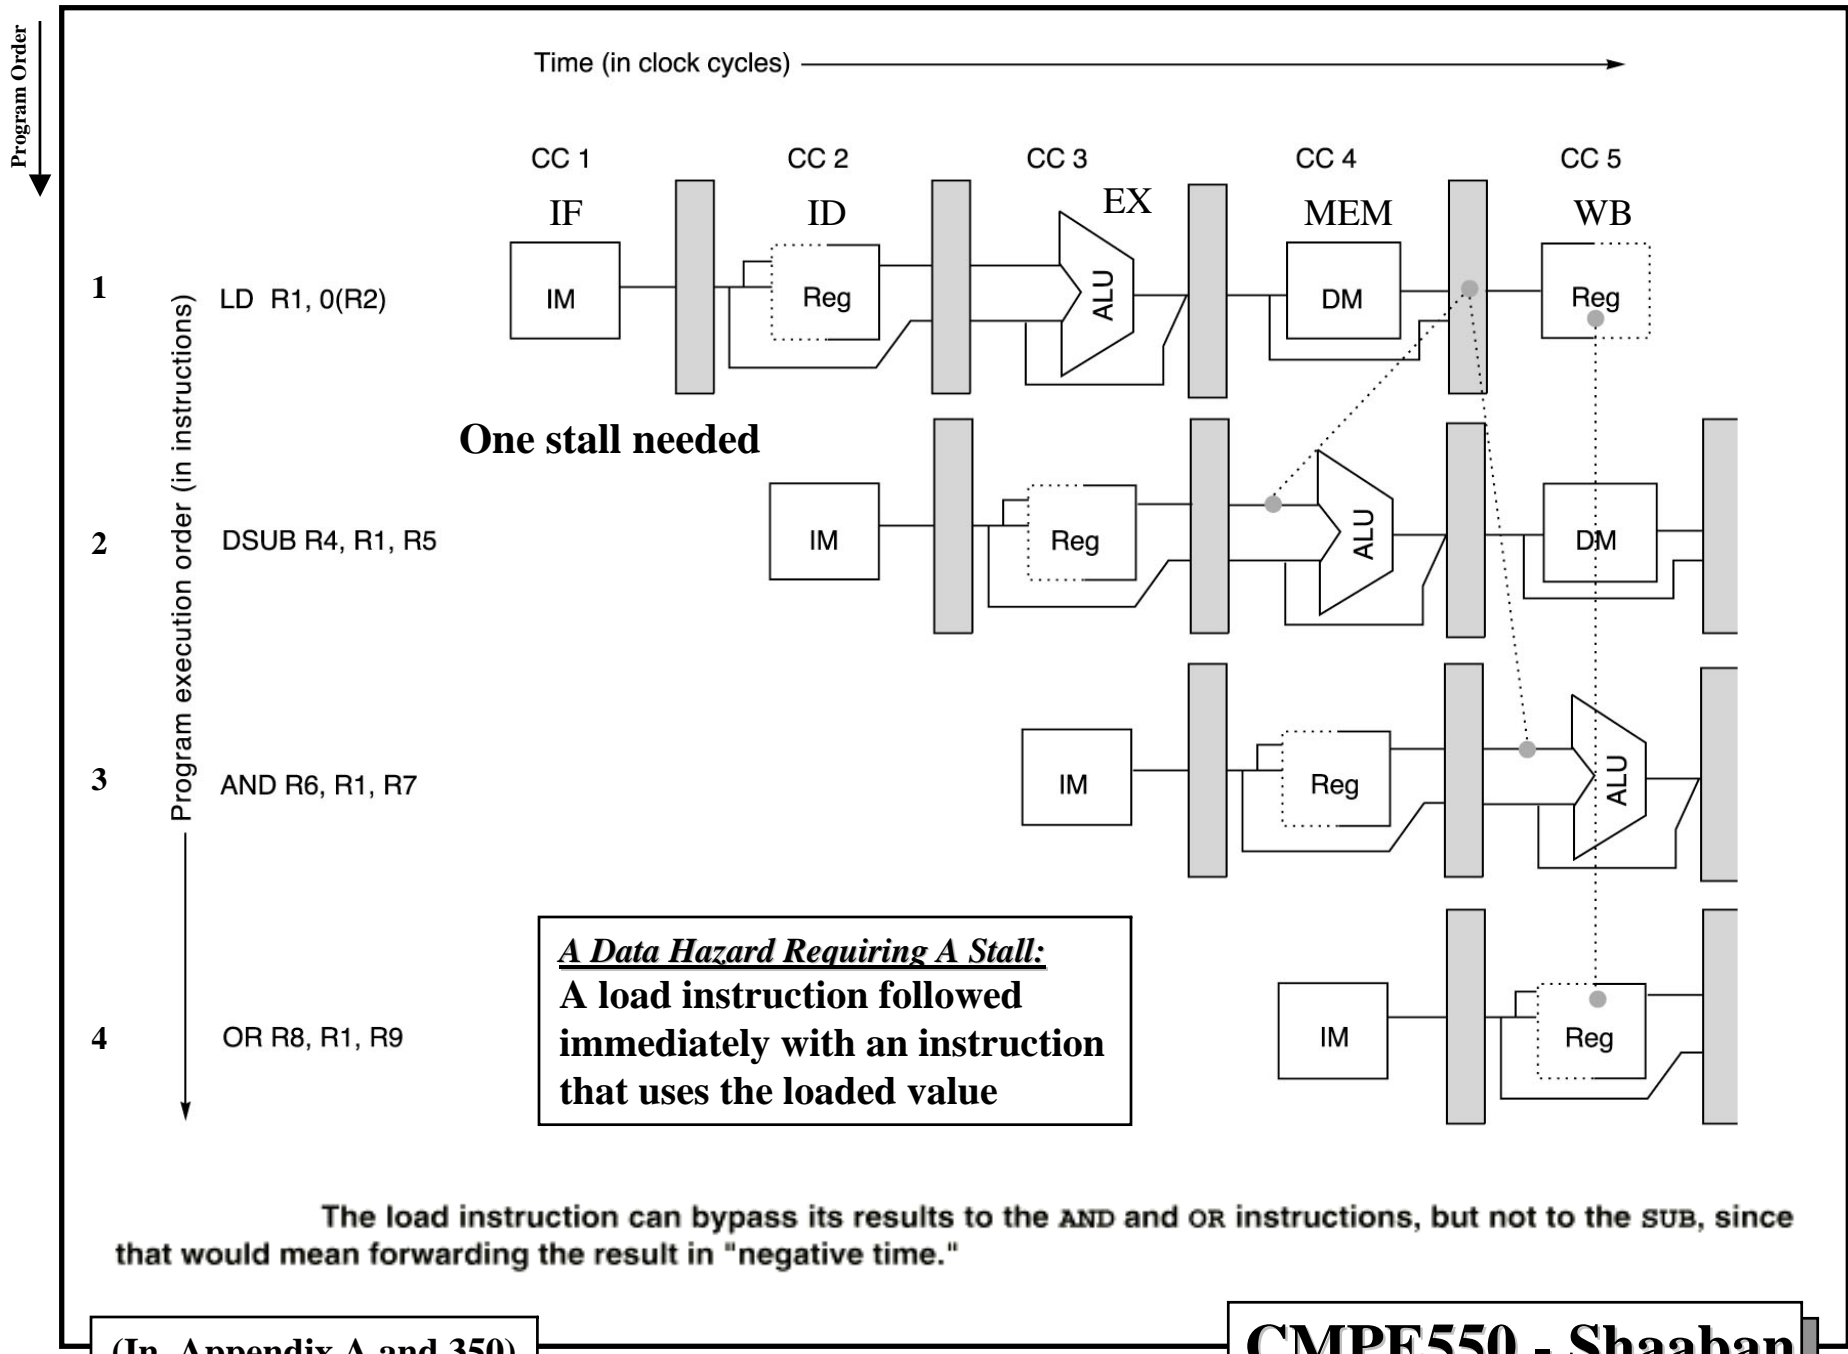 Program Order
Time (in clock cycles)
CC 1 CC 2 CC 3 CC 4 CC 5
IF ID EX MEM WB
Program execution order (in instructions)
1 LD R1, 0(R2) IM Reg ALU DM Reg
One stall needed
2 DSUB R4, R1, R5 IM Reg ALU DM
3 AND R6, R1, R7 IM Reg ALU
A Data Hazard Requiring A Stall:
A load instruction followed
immediately with an instruction
that uses the loaded value
4 OR R8, R1, R9 IM Reg
The load instruction can bypass its results to the AND and OR instructions, but not to the SUB, since
that would mean forwarding the result in "negative time."
(In Appendix A and 350)
CMPE550 - Shaaban